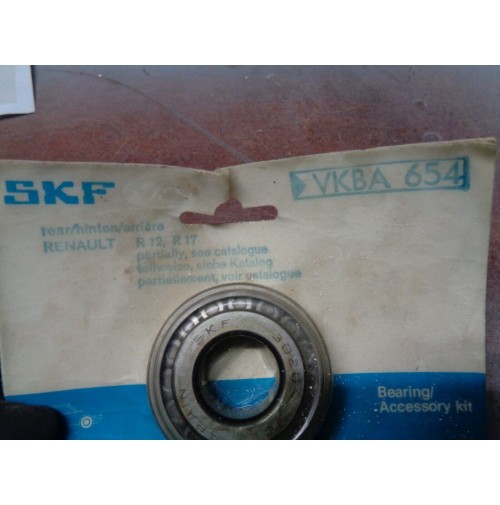 SKF
VKBA 654
rear/hinten/arrière
RENAULT R 12, R 17
partially, see catalogue
teilweise, siehe Katalog
partiellement, voir catalogue
SKF
Bearing/
Accessory kit